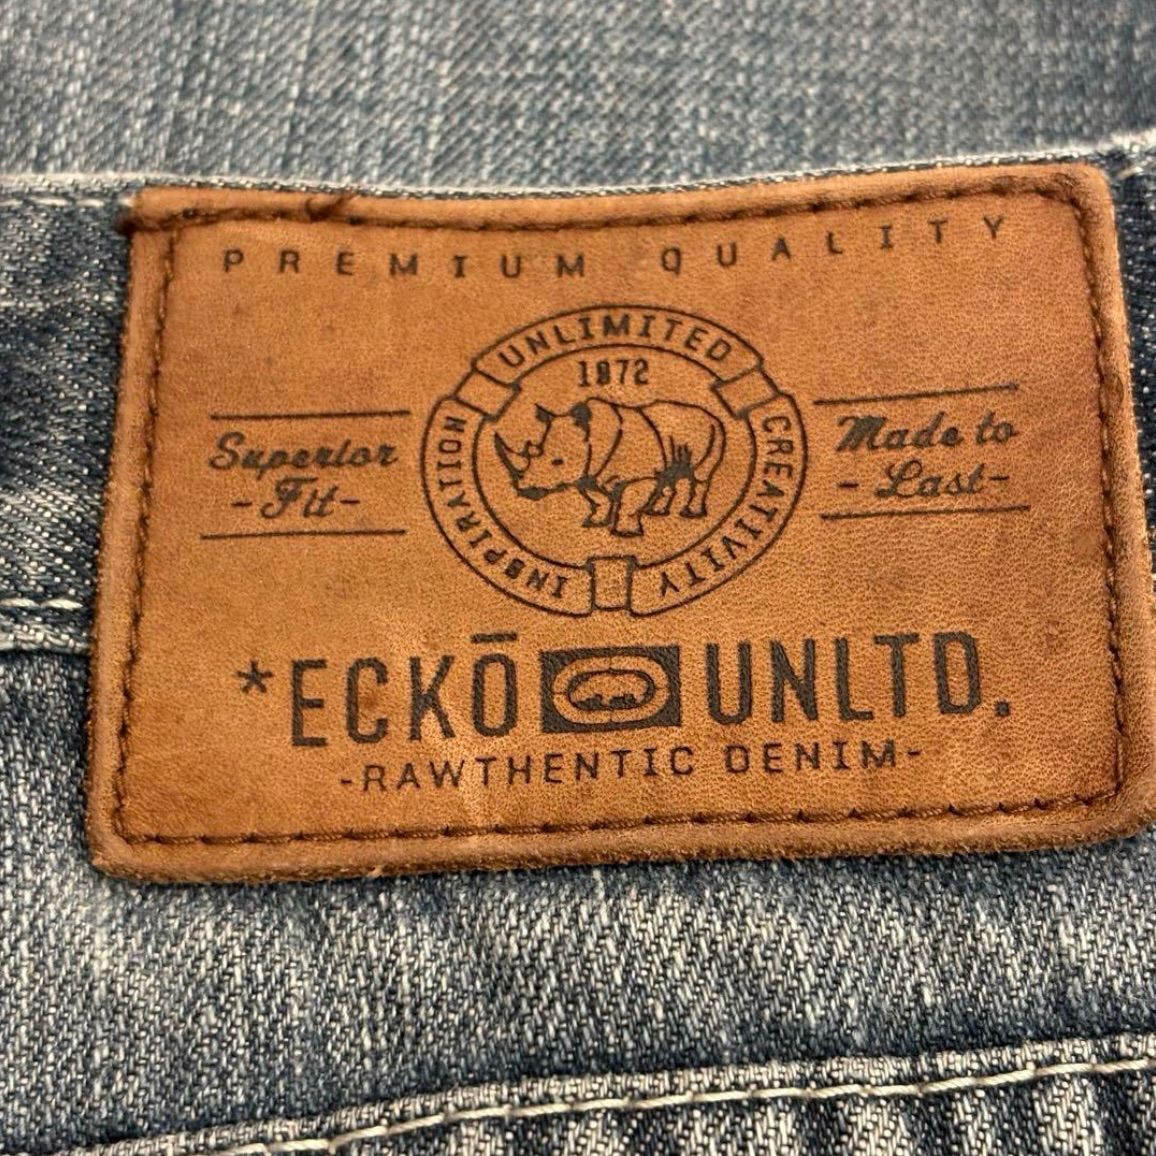 PREMIUM QUALITY
UNLIMITED
1972
INSPIRATION
CREATIVITY
Superior
-Fit-
Made to
-Last-
*ECKŌ UNLTD.
-RAWTHENTIC DENIM-